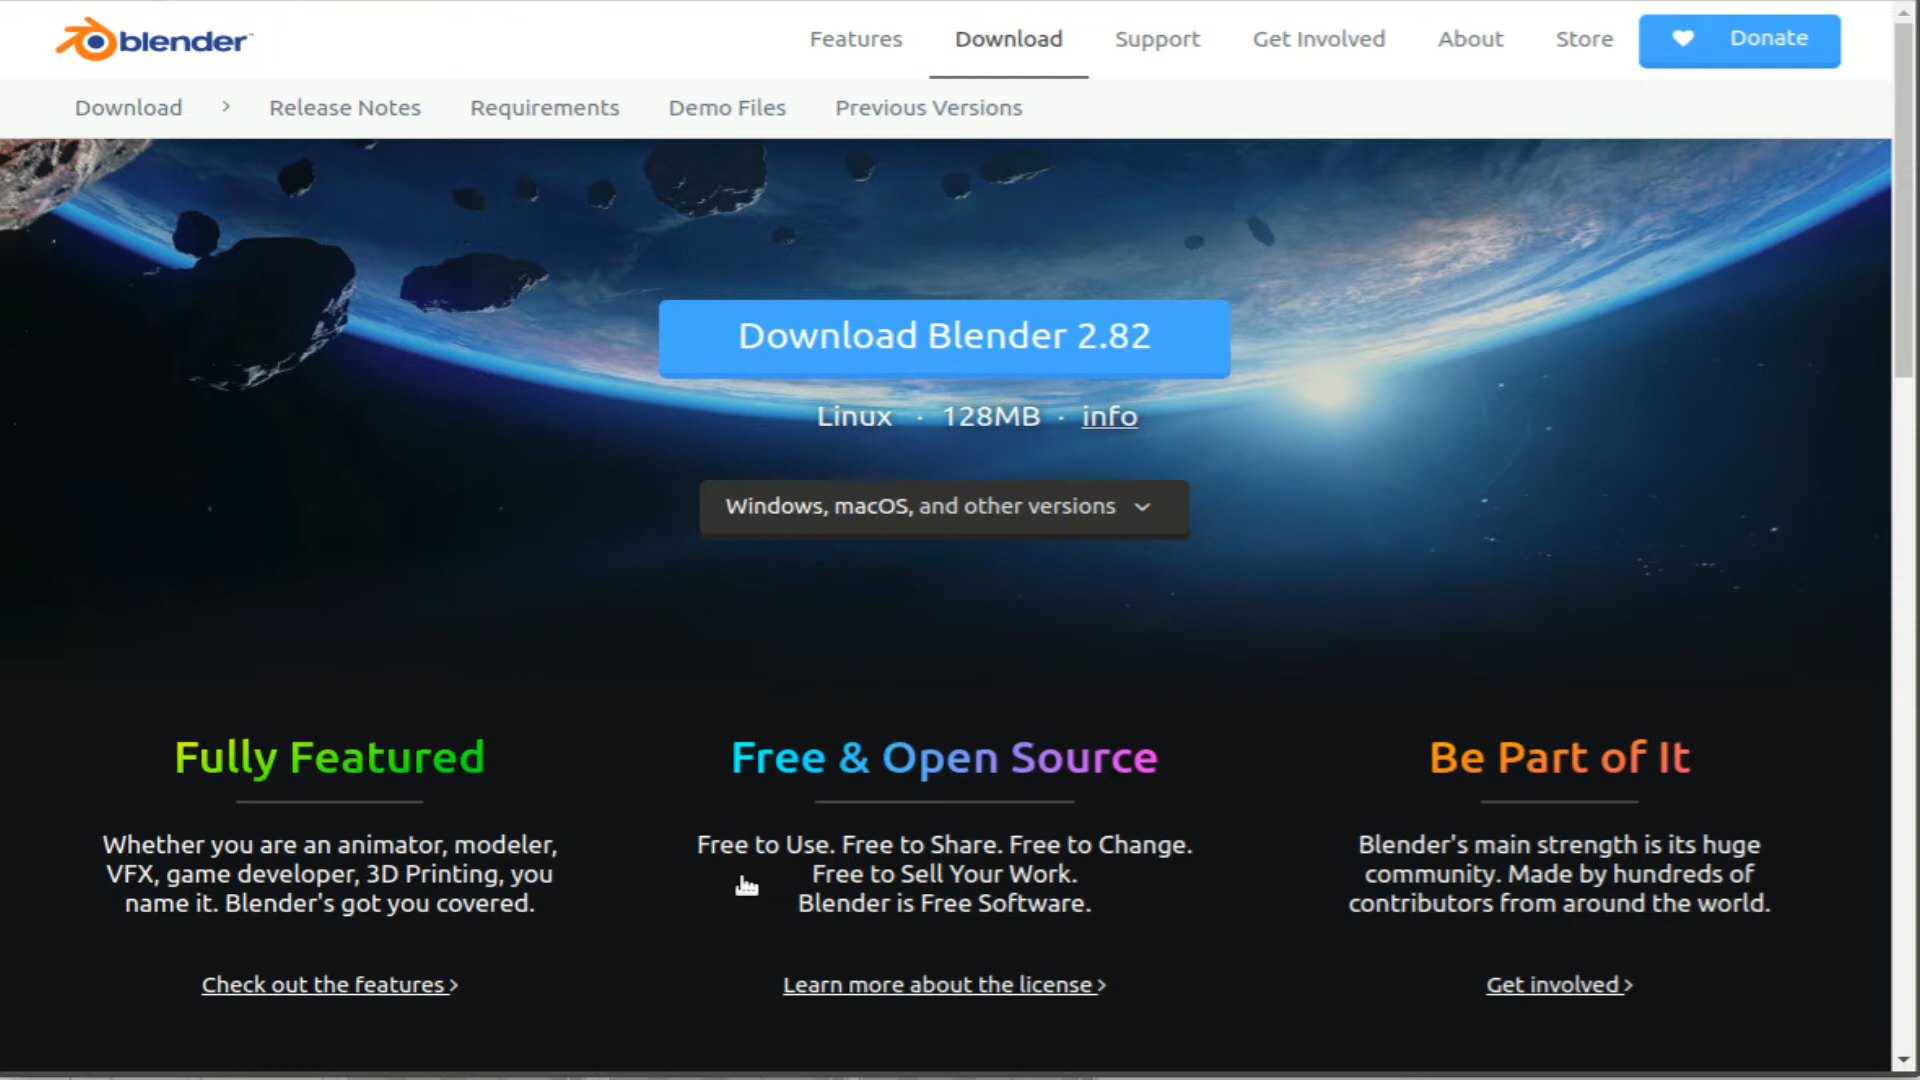 blender
Features Download Support Get Involved About Store Donate
Download > Release Notes Requirements Demo Files Previous Versions
Download Blender 2.82
Linux · 128MB · info
Windows, macOS, and other versions
Fully Featured
Whether you are an animator, modeler,
VFX, game developer, 3D Printing, you
name it. Blender's got you covered.
Check out the features >
Free & Open Source
Free to Use. Free to Share. Free to Change.
Free to Sell Your Work.
Blender is Free Software.
Learn more about the license >
Be Part of It
Blender's main strength is its huge
community. Made by hundreds of
contributors from around the world.
Get involved >